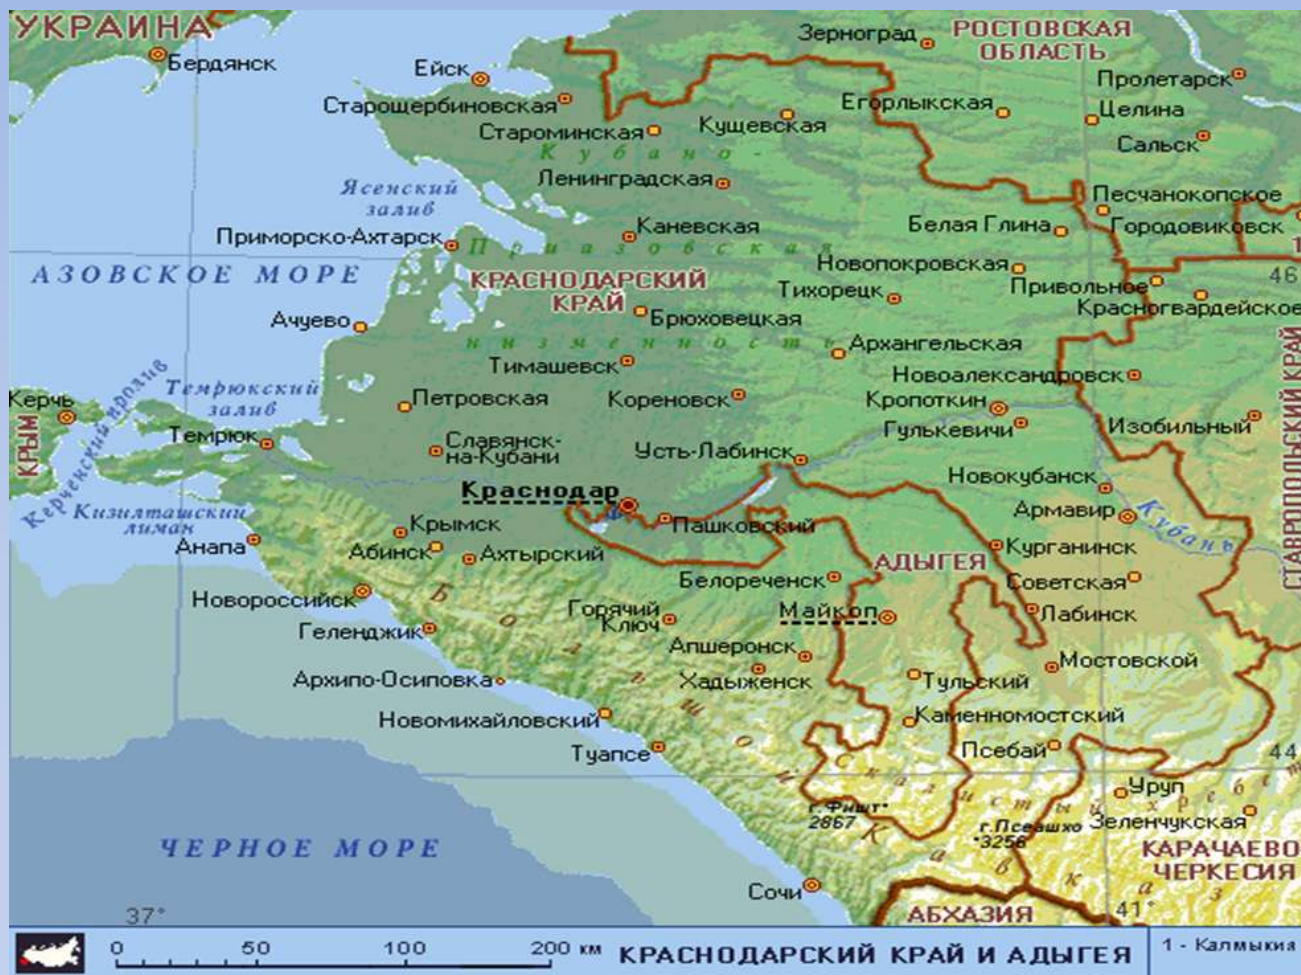 УКРАИНА
Бердянск
Ейск
Старощербиновская
Староминская
Кущевская
Зерноград
РОСТОВСКАЯ
ОБЛАСТЬ
Егорлыкская
Пролетарск
Целина
Сальск
Кубано-
Ленинградская
Ясенский
залив
Песчанокопское
Приморско-Ахтарск
Каневская
Белая Глина
Городовиковск
1
Приазовская
АЗОВСКОЕ МОРЕ
КРАСНОДАРСКИЙ
КРАЙ
Новопокровская
46
Тихорецк
Привольное
Красногвардейское
Ачуево
Брюховецкая
низменность
Архангельская
СТАВРОПОЛЬСКИЙ КРАЙ
Тимашевск
Новоалександровск
Керчь
Керченский пролив
Темрюкский
залив
Петровская
Кореновск
Кропоткин
Гулькевичи
Изобильный
КРЫМ
Темрюк
Славянск-
на-Кубани
Усть-Лабинск
Новокубанск
Краснодар
Кизилташский
лиман
Крымск
Пашковский
Армавир
Кубань
Анапа
Абинск
Ахтырский
АДЫГЕЯ
Курганинск
Белореченск
Советская
Новороссийск
Горячий
Ключ
Майкоп
Лабинск
Геленджик
Апшеронск
Хадыженск
Мостовской
Архипо-Осиповка
Тульский
Новомихайловский
Каменномостский
Туапсе
Псебай
44
Большой Кавказ
Скалистый хребет
Уруп
г.Фишт
2867
г.Псеашхо
3256
Зеленчукская
ЧЕРНОЕ МОРЕ
КАРАЧАЕВО
ЧЕРКЕСИЯ
Сочи
АБХАЗИЯ
37°
41°
0 50 100 200 км
КРАСНОДАРСКИЙ КРАЙ И АДЫГЕЯ
1 - Калмыкия